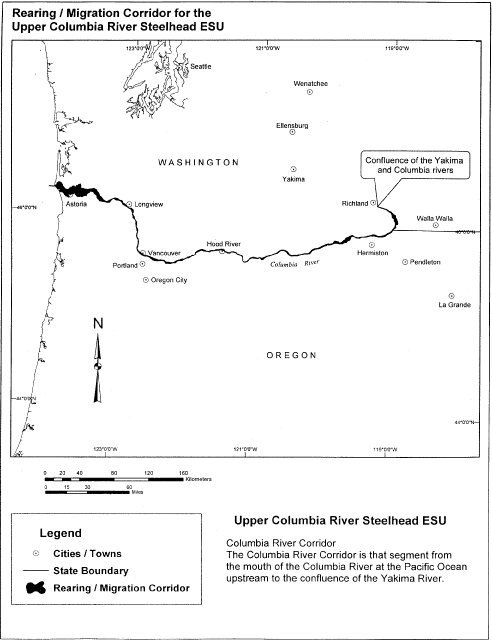 Rearing / Migration Corridor for the
Upper Columbia River Steelhead ESU
123°0'0"W
121°0'0"W
119°0'0"W
Seattle
Wenatchee
Ellensburg
WASHINGTON
Confluence of the Yakima
and Columbia rivers
Yakima
Richland
Astoria
Longview
46°0'0"N
Walla Walla
46°0'0"N
Hood River
Vancouver
Portland
Columbia River
Hermiston
Pendleton
Oregon City
La Grande
N
OREGON
44°0'0"N
44°0'0"N
123°0'0"W
121°0'0"W
119°0'0"W
0 20 40 80 120 160
Kilometers
0 15 30 60
Miles
Legend
Cities / Towns
State Boundary
Rearing / Migration Corridor
Upper Columbia River Steelhead ESU
Columbia River Corridor
The Columbia River Corridor is that segment from
the mouth of the Columbia River at the Pacific Ocean
upstream to the confluence of the Yakima River.